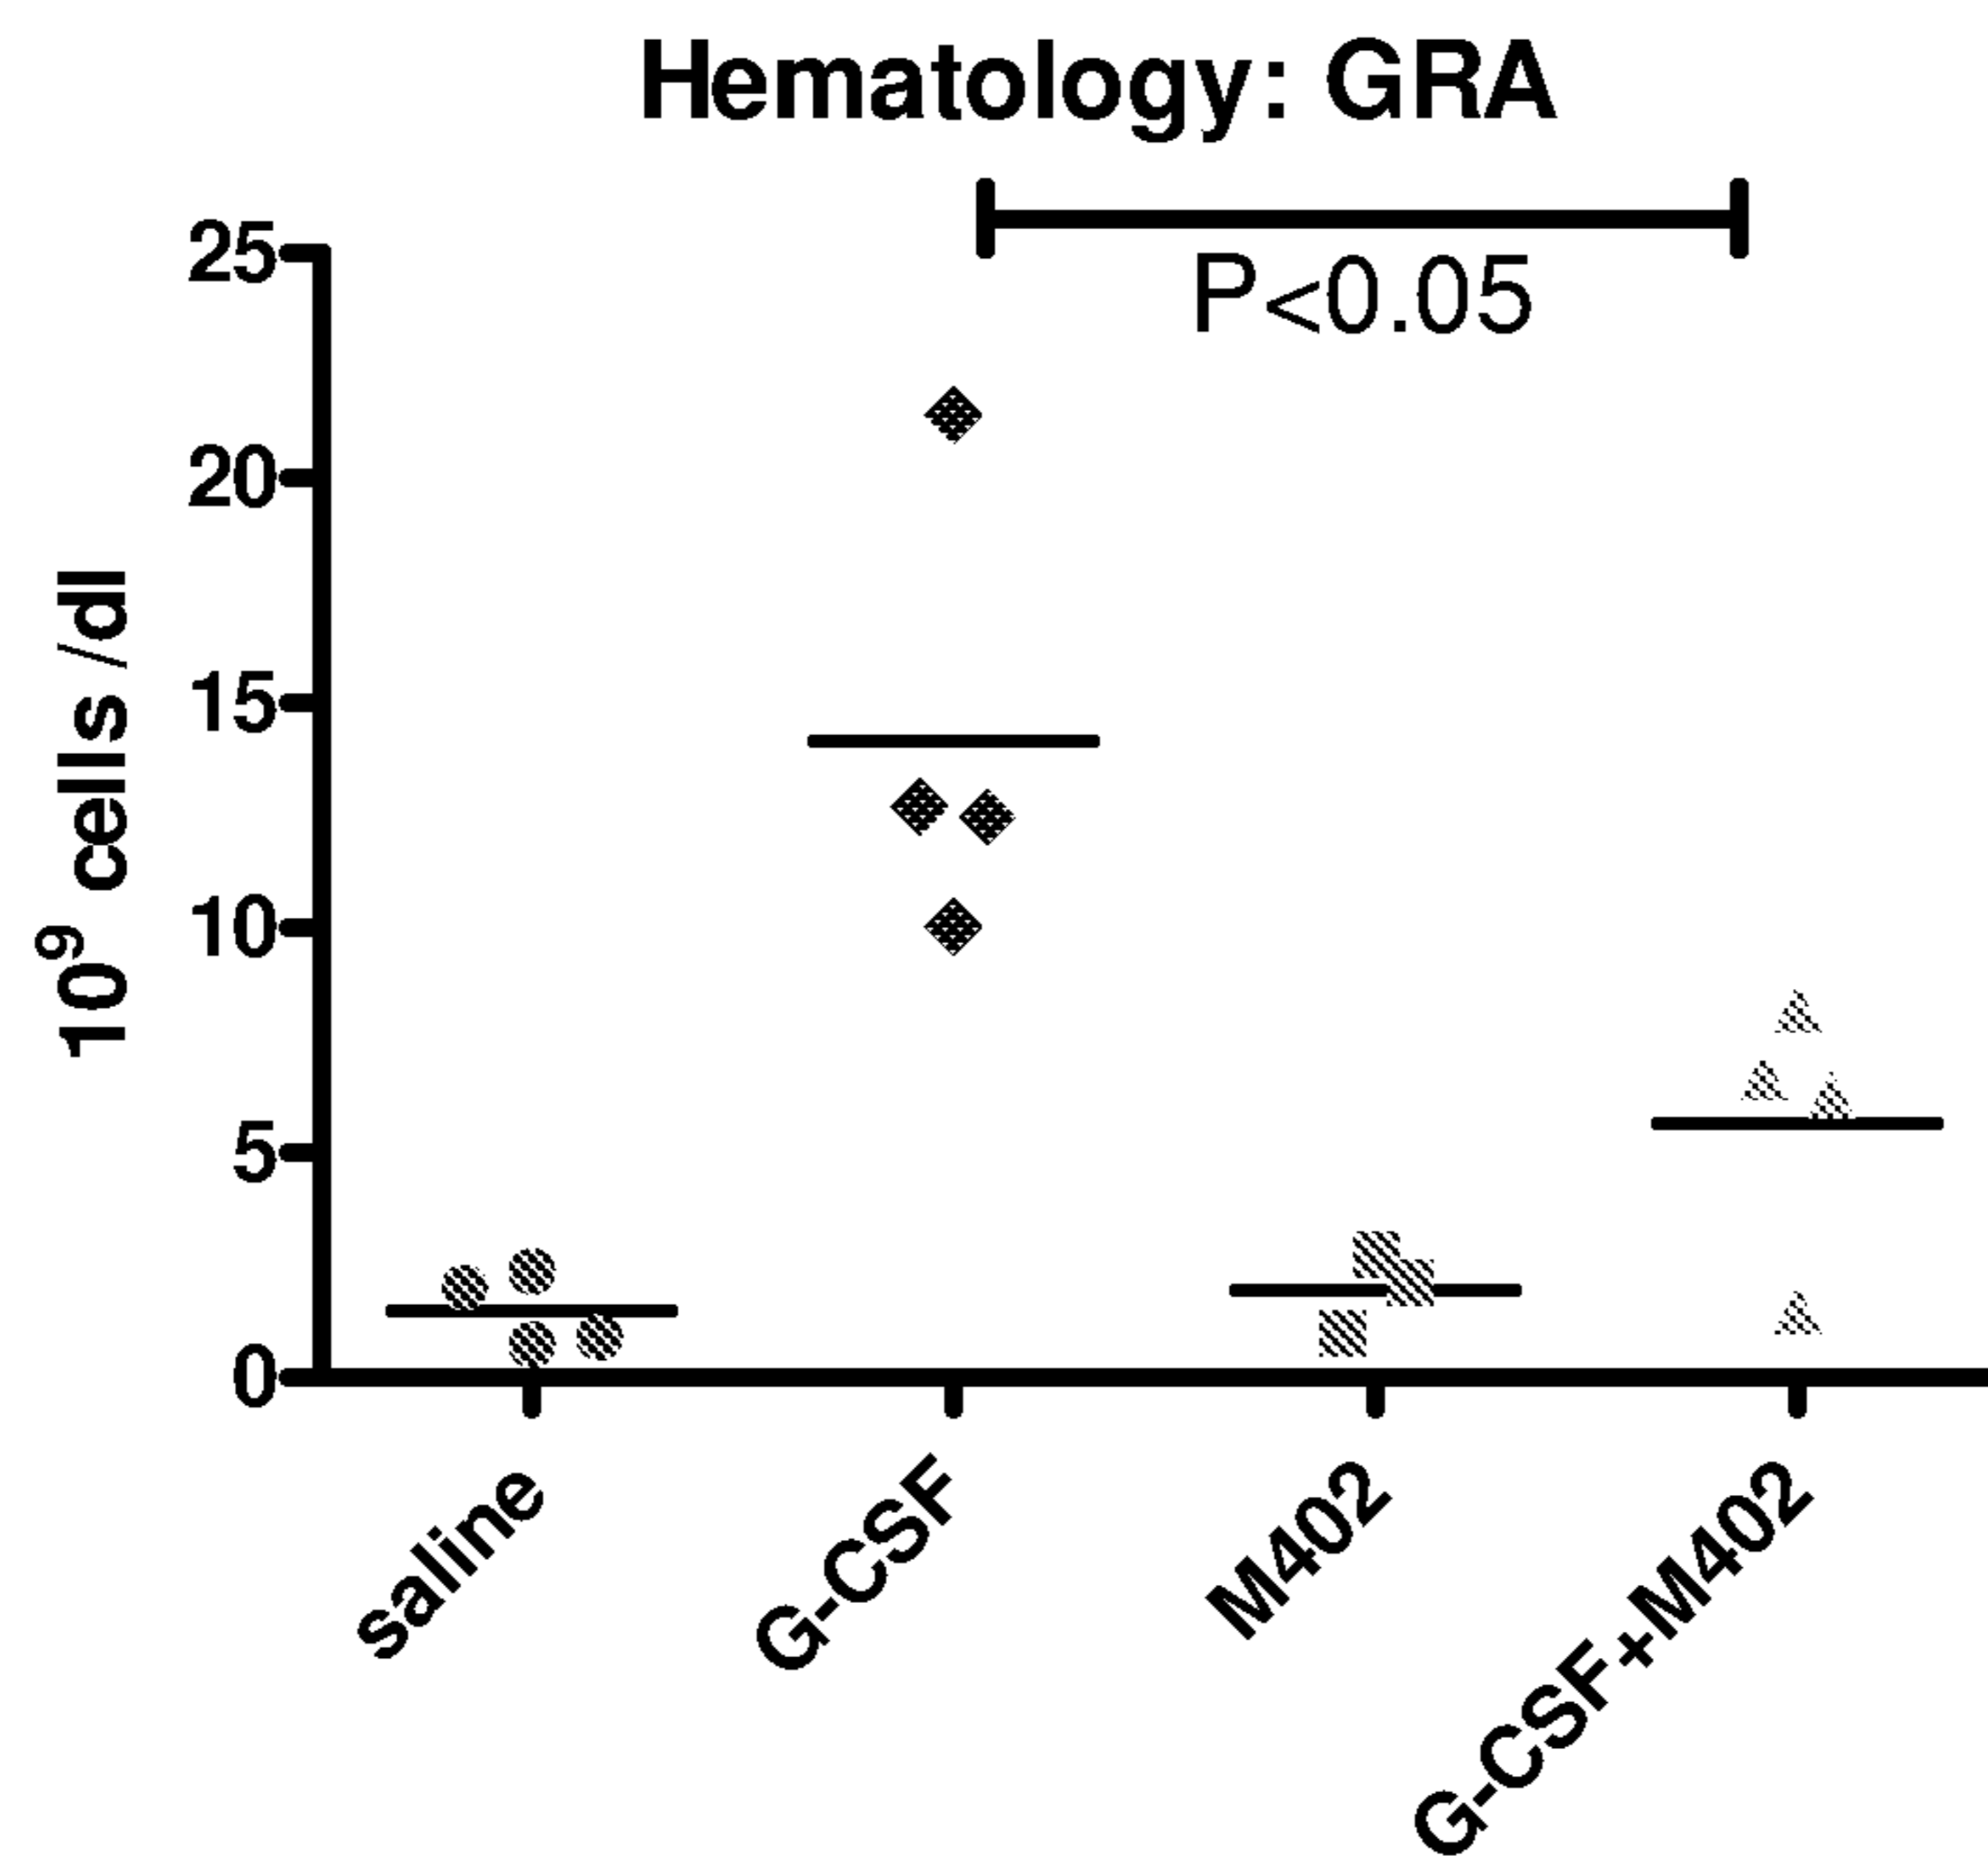 Hematology: GRA
P<0.05
25
20
15
10
5
0
10⁹ cells/dl
saline
G-CSF
M402
G-CSF+M402